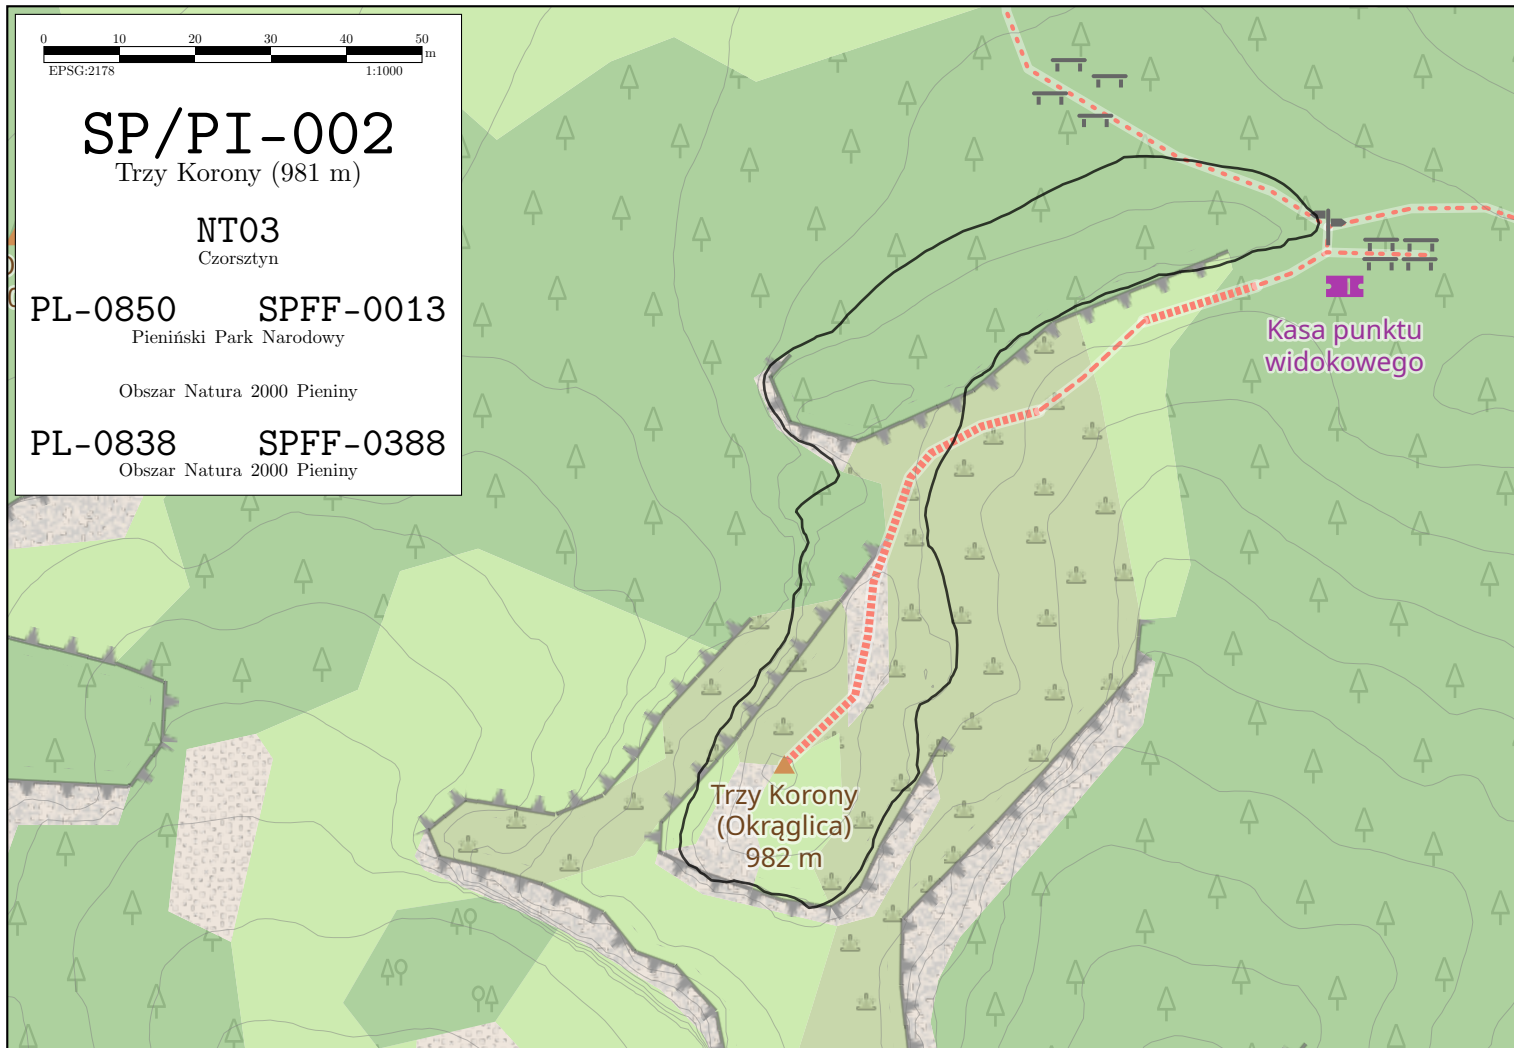 0 10 20 30 40 50
m
EPSG:2178 1:1000
SP/PI-002
Trzy Korony (981 m)
NT03
Czorsztyn
PL-0850 SPFF-0013
Pieniński Park Narodowy
Obszar Natura 2000 Pieniny
PL-0838 SPFF-0388
Obszar Natura 2000 Pieniny
Kasa punktu
widokowego
Trzy Korony
(Okrąglica)
982 m